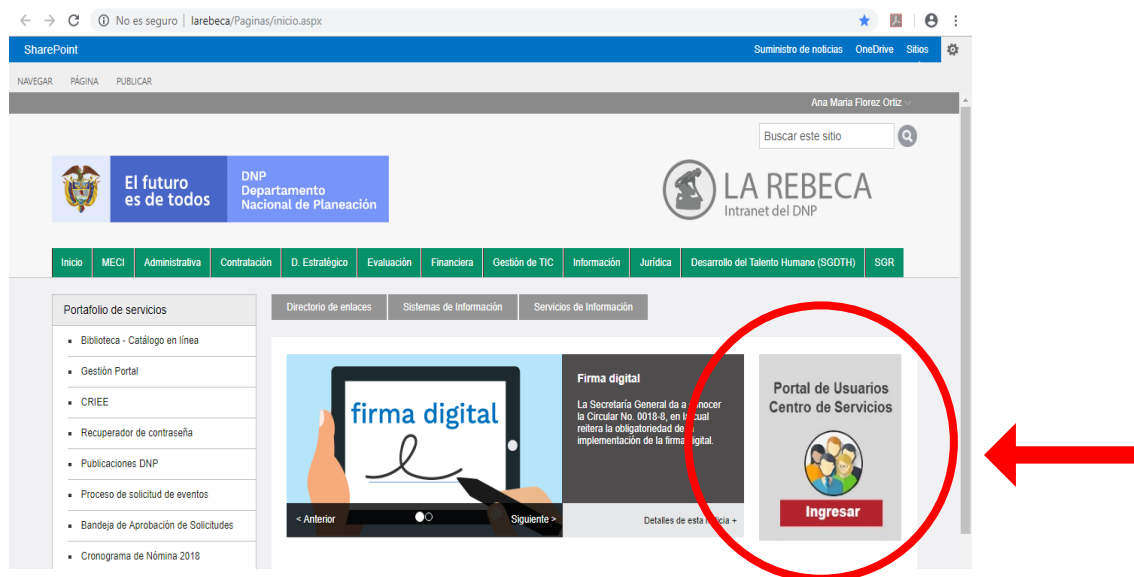 No es seguro | larebeca/Paginas/inicio.aspx
SharePoint
Suministro de noticias OneDrive Sitios
NAVEGAR PÁGINA PUBLICAR
Ana Maria Florez Ortiz
Buscar este sitio
El futuro
es de todos
DNP
Departamento
Nacional de Planeación
LA REBECA
Intranet del DNP
Inicio MECI Administrativa Contratación D. Estratégico Evaluación Financiera Gestión de TIC Información Jurídica Desarrollo del Talento Humano (SGDTH) SGR
Portafolio de servicios
Directorio de enlaces Sistemas de Información Servicios de Información
Biblioteca - Catálogo en línea
Gestión Portal
CRIEE
Recuperador de contraseña
Publicaciones DNP
Proceso de solicitud de eventos
Bandeja de Aprobación de Solicitudes
Cronograma de Nómina 2018
firma digital
< Anterior
Siguiente >
Firma digital
La Secretaría General da a conocer
la Circular No. 0018-8, en la cual
reitera la obligatoriedad de la
implementación de la firma digital.
Detalles de esta noticia +
Portal de Usuarios
Centro de Servicios
Ingresar